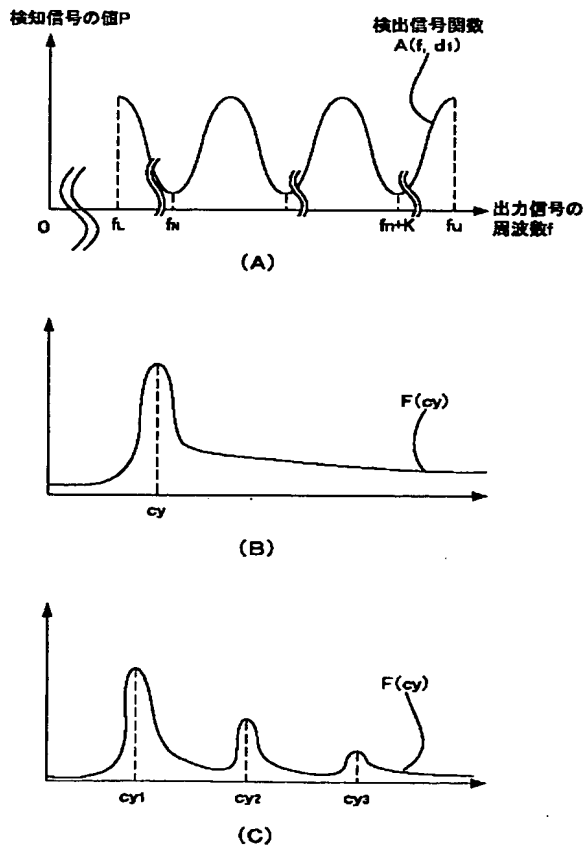 検知信号の値P
検出信号関数
A(f, d1)
O
fL
fN
fn+K
fU
出力信号の
周波数f
(A)
F(cy)
cy
(B)
F(cy)
cy1
cy2
cy3
(C)